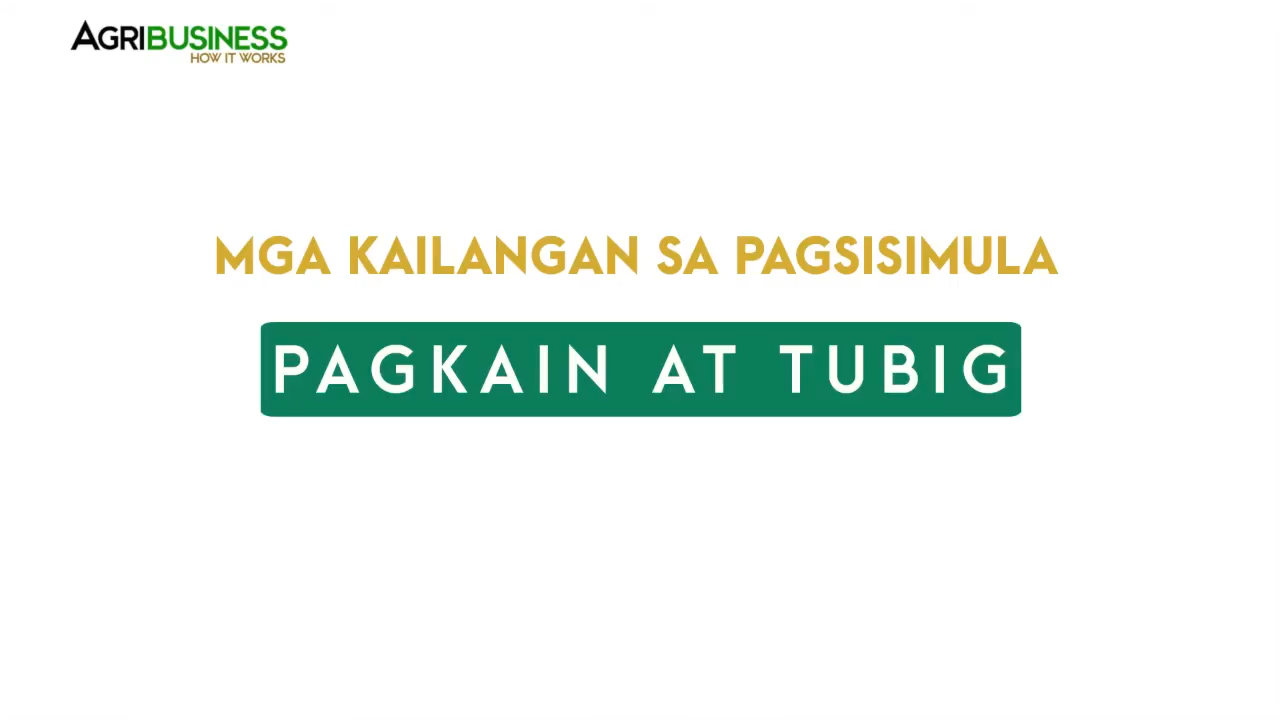 AGRIBUSINESS
HOW IT WORKS
MGA KAILANGAN SA PAGSISIMULA
PAGKAIN AT TUBIG